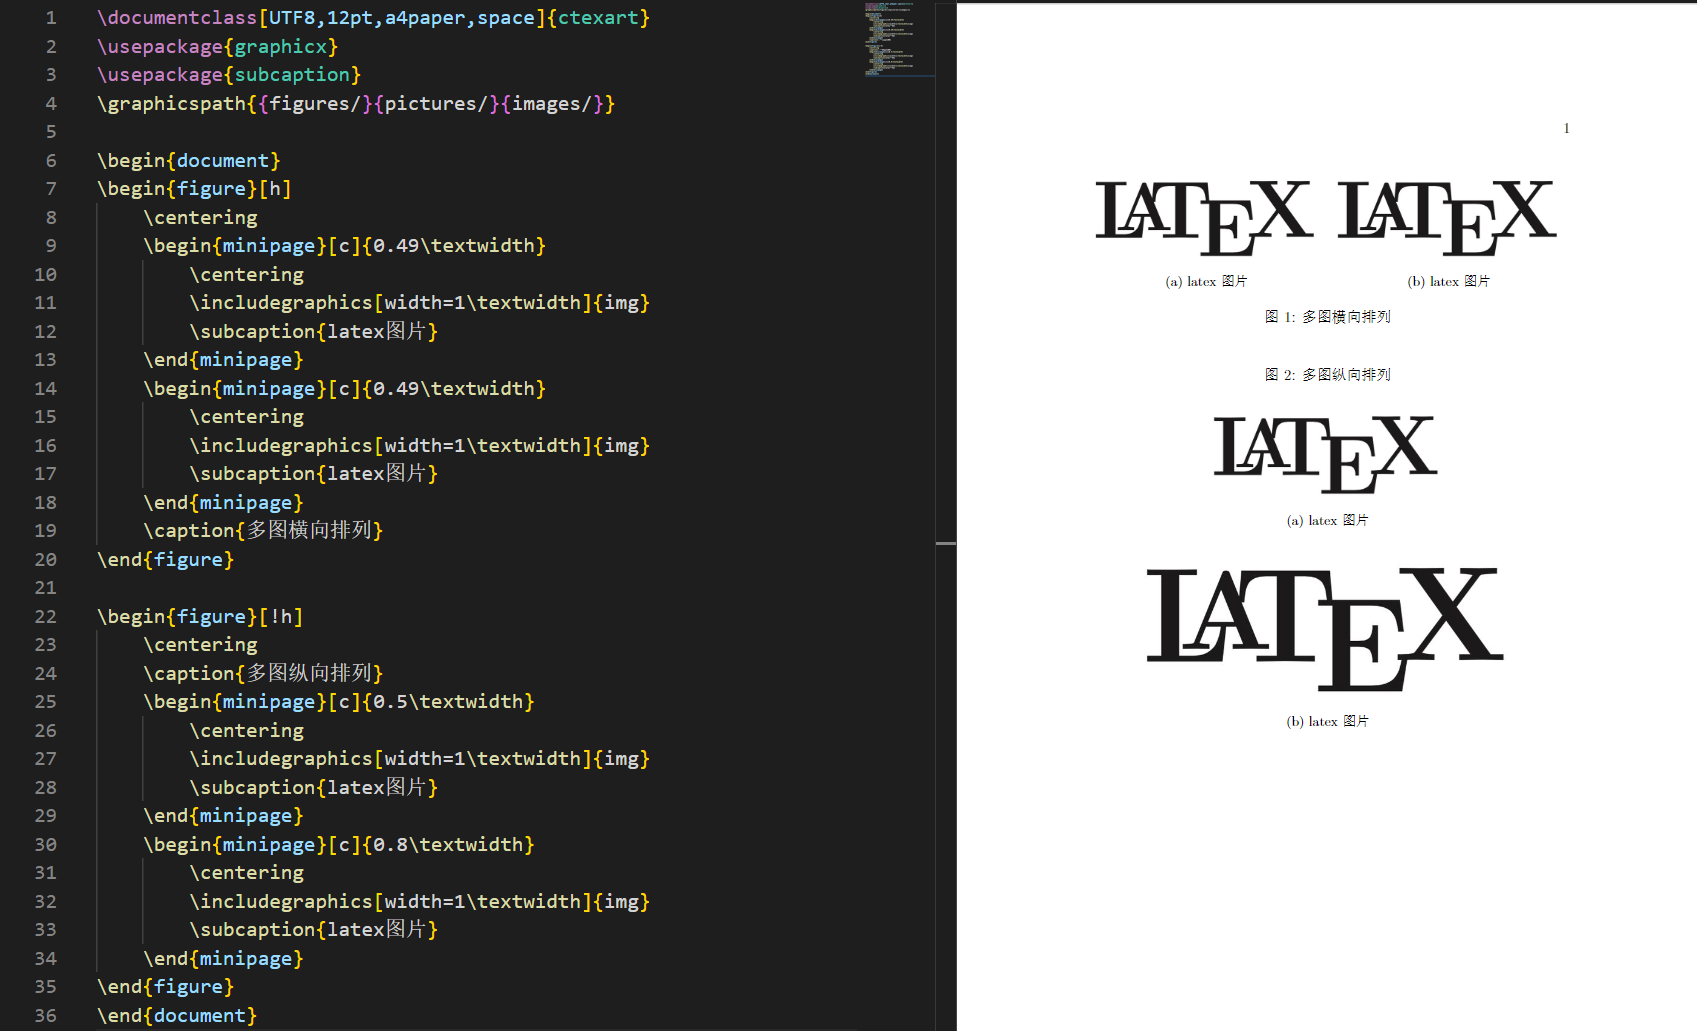 1 \documentclass[UTF8,12pt,a4paper,space]{ctexart}
2 \usepackage{graphicx}
3 \usepackage{subcaption}
4 \graphicspath{{figures/}{pictures/}{images/}}
5
6 \begin{document}
7 \begin{figure}[h]
8 \centering
9 \begin{minipage}[c]{0.49\textwidth}
10 \centering
11 \includegraphics[width=1\textwidth]{img}
12 \subcaption{latex图片}
13 \end{minipage}
14 \begin{minipage}[c]{0.49\textwidth}
15 \centering
16 \includegraphics[width=1\textwidth]{img}
17 \subcaption{latex图片}
18 \end{minipage}
19 \caption{多图横向排列}
20 \end{figure}
21
22 \begin{figure}[!h]
23 \centering
24 \caption{多图纵向排列}
25 \begin{minipage}[c]{0.5\textwidth}
26 \centering
27 \includegraphics[width=1\textwidth]{img}
28 \subcaption{latex图片}
29 \end{minipage}
30 \begin{minipage}[c]{0.8\textwidth}
31 \centering
32 \includegraphics[width=1\textwidth]{img}
33 \subcaption{latex图片}
34 \end{minipage}
35 \end{figure}
36 \end{document}
1
LATEX LATEX
(a) latex 图片 (b) latex 图片
图 1: 多图横向排列
图 2: 多图纵向排列
LATEX
(a) latex 图片
LATEX
(b) latex 图片